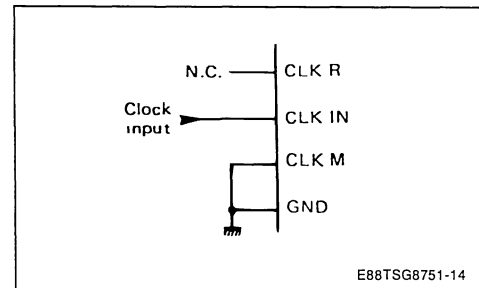 N.C. CLK R
Clock
input
CLK IN
CLK M
GND
E88TSG8751-14